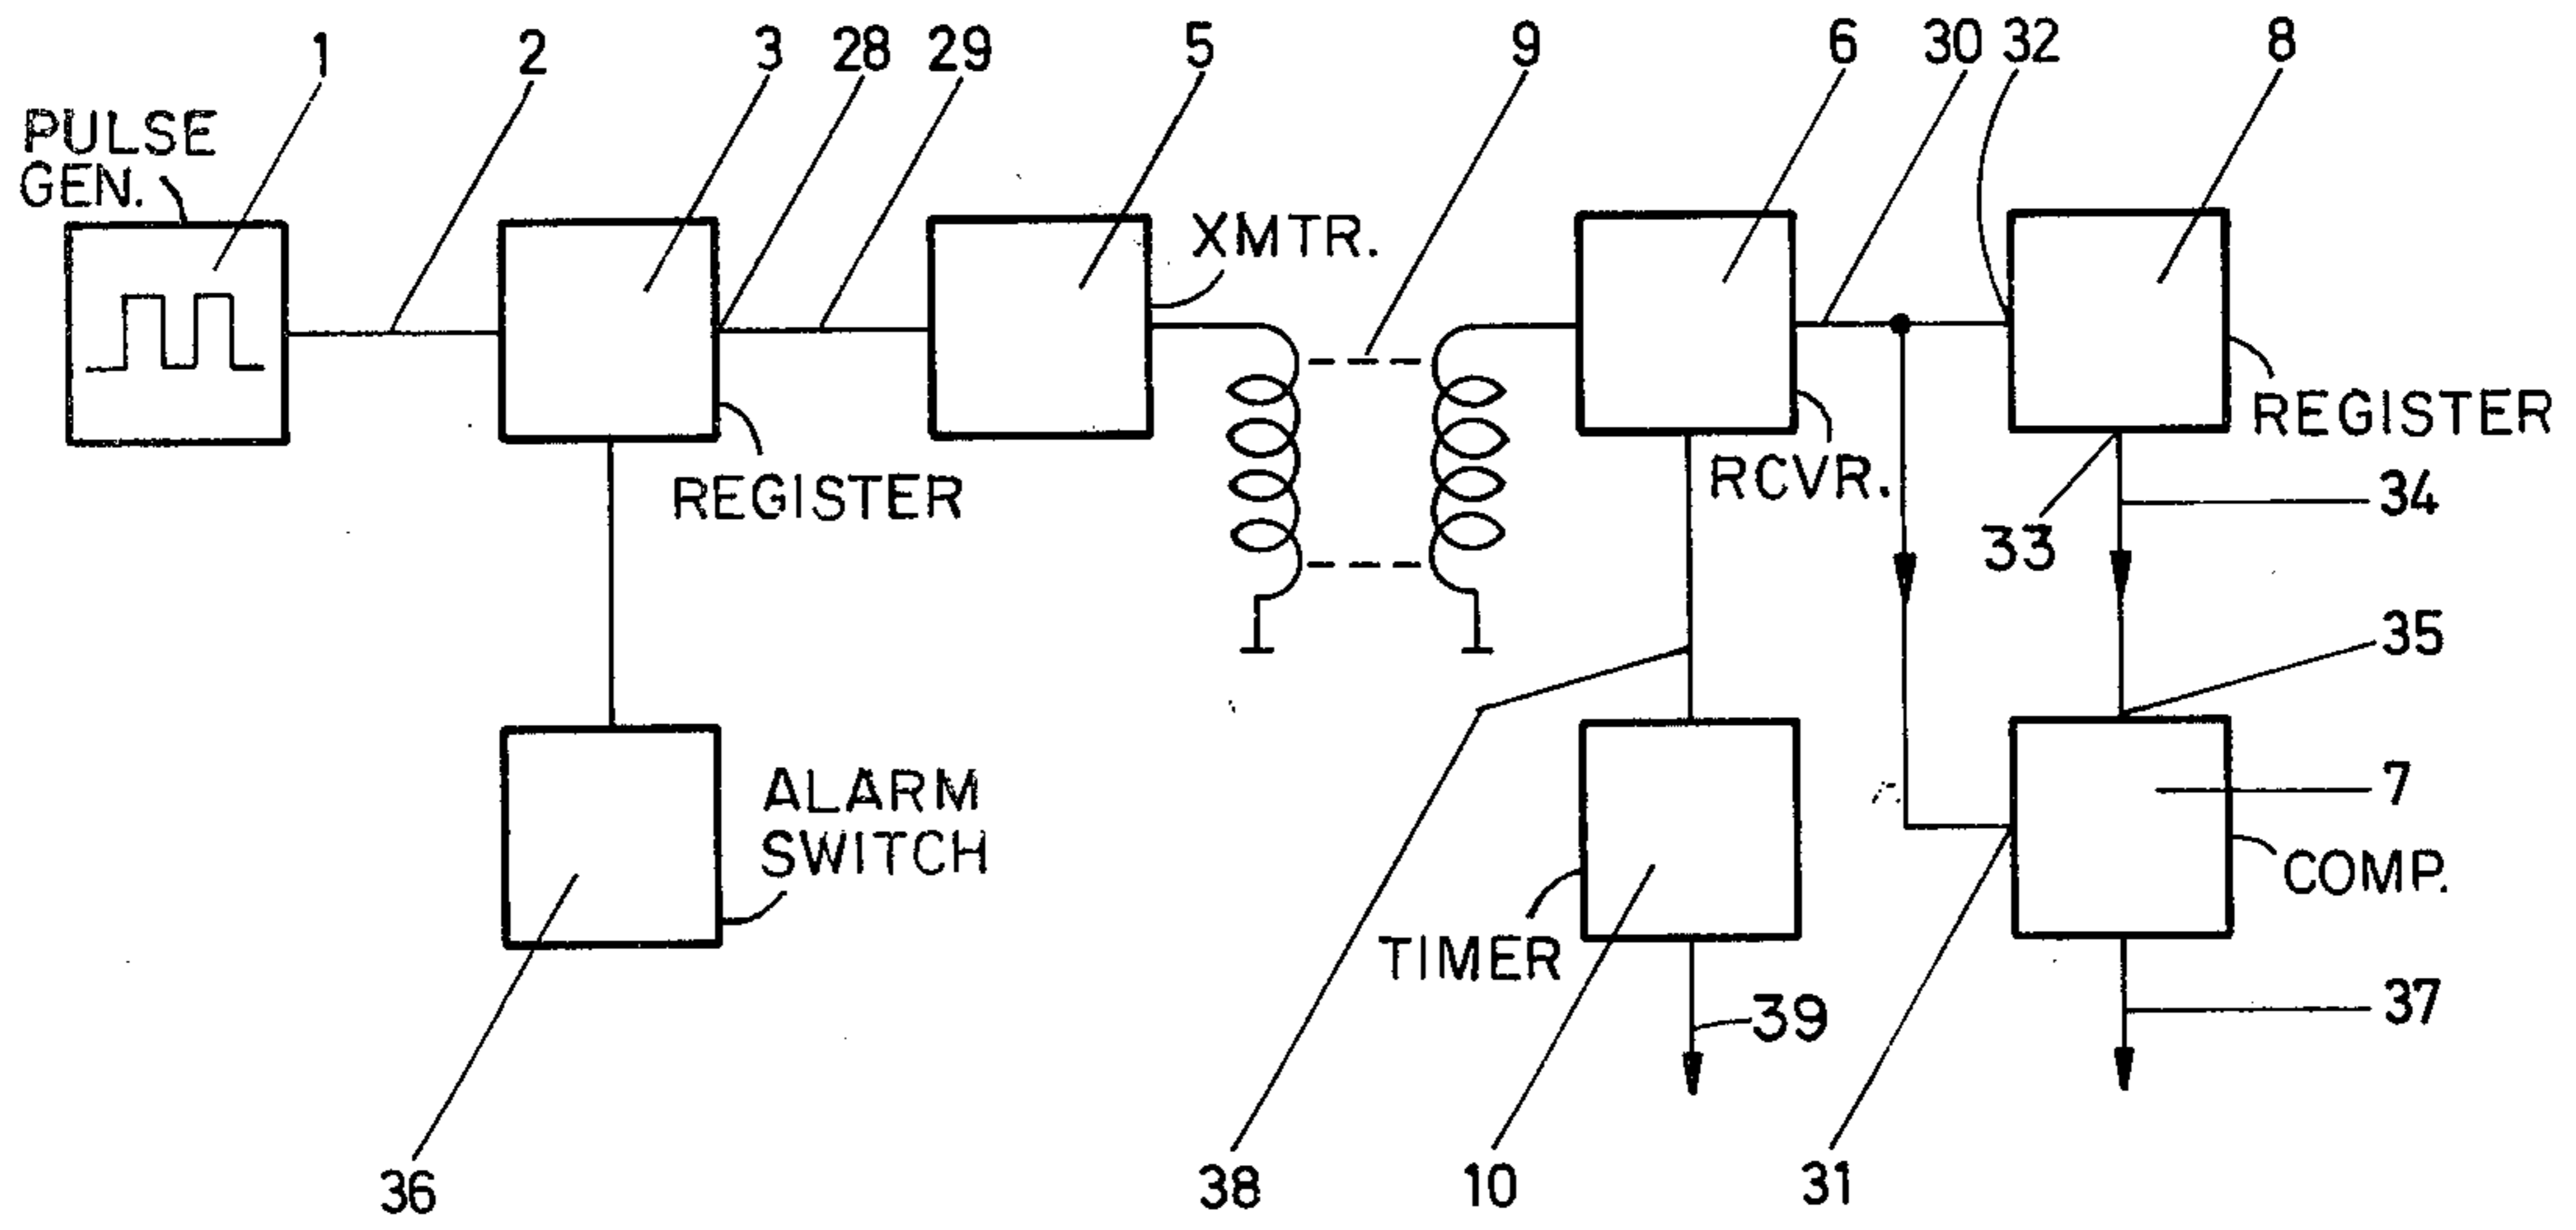 1
2
3
28
29
5
9
6
30
32
8
PULSE
GEN.
XMTR.
REGISTER
RCVR.
REGISTER
34
33
35
ALARM
SWITCH
7
COMP.
TIMER
39
37
36
38
10
31